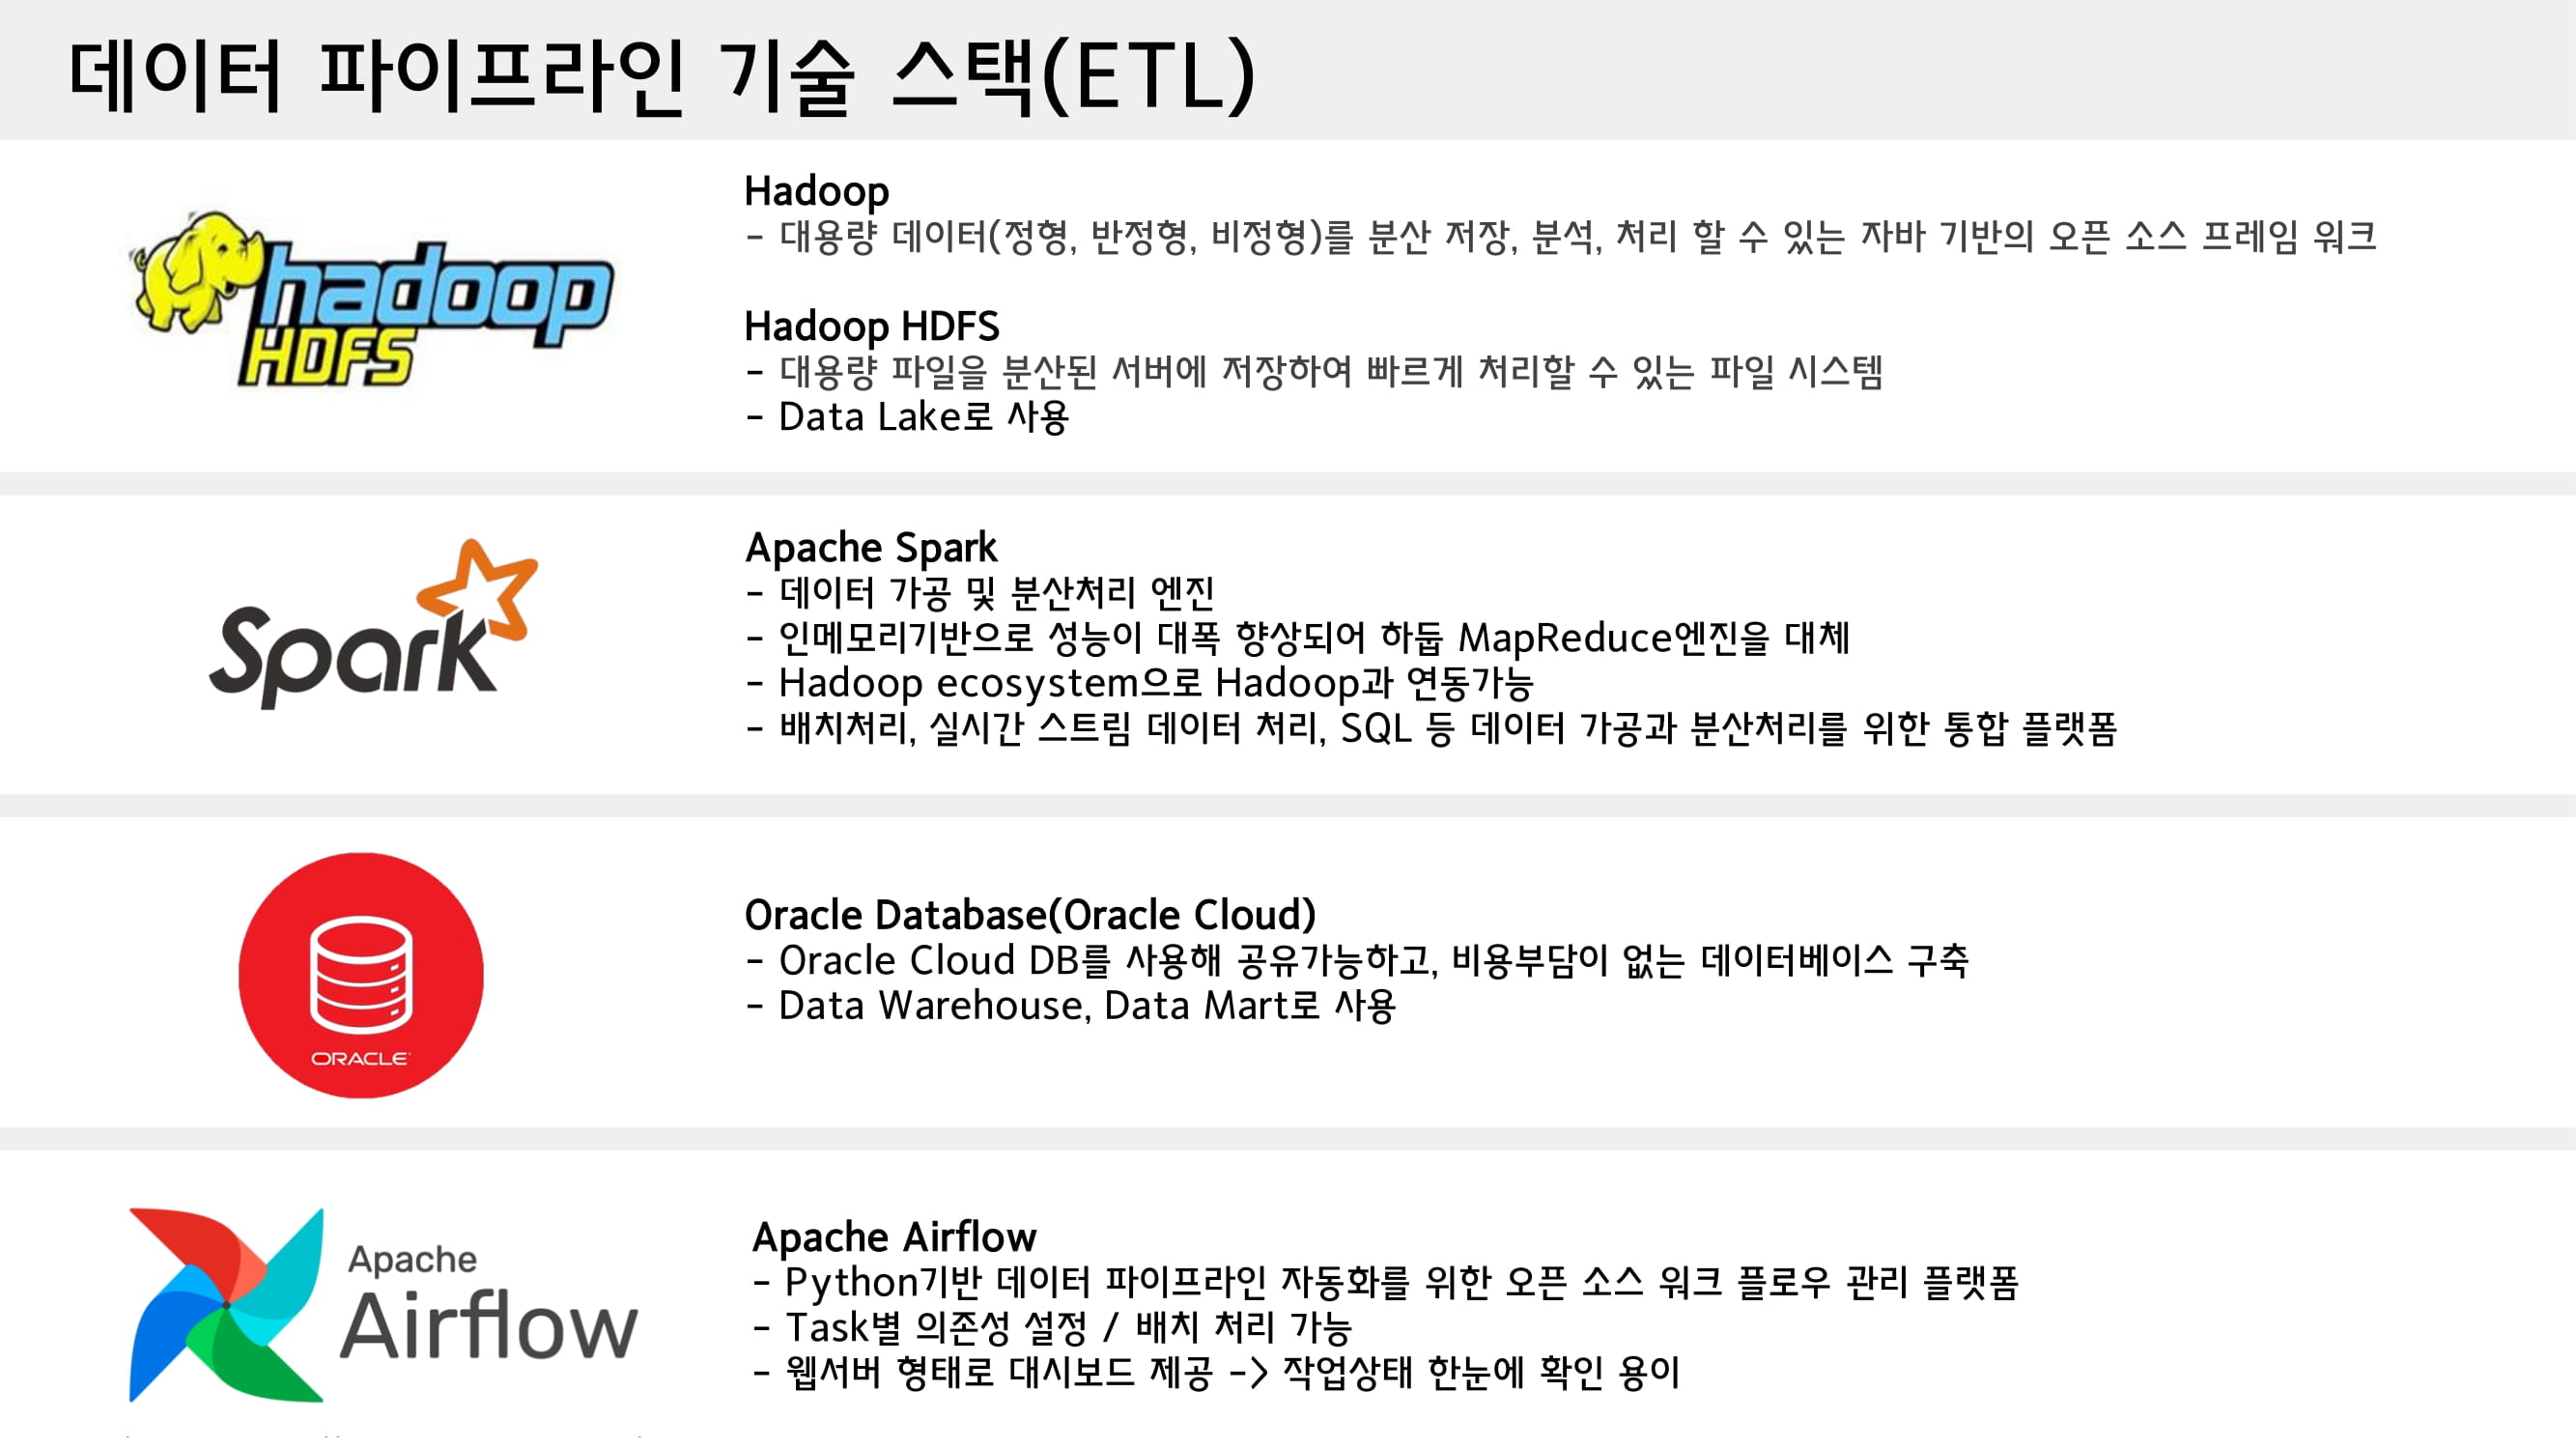 데이터 파이프라인 기술 스택(ETL)
hadoop
HDFS
Hadoop
- 대용량 데이터(정형, 반정형, 비정형)를 분산 저장, 분석, 처리 할 수 있는 자바 기반의 오픈 소스 프레임 워크
Hadoop HDFS
- 대용량 파일을 분산된 서버에 저장하여 빠르게 처리할 수 있는 파일 시스템
- Data Lake로 사용
Spark
Apache Spark
- 데이터 가공 및 분산처리 엔진
- 인메모리기반으로 성능이 대폭 향상되어 하둡 MapReduce엔진을 대체
- Hadoop ecosystem으로 Hadoop과 연동가능
- 배치처리, 실시간 스트림 데이터 처리, SQL 등 데이터 가공과 분산처리를 위한 통합 플랫폼
ORACLE
Oracle Database(Oracle Cloud)
- Oracle Cloud DB를 사용해 공유가능하고, 비용부담이 없는 데이터베이스 구축
- Data Warehouse, Data Mart로 사용
Apache
Airflow
Apache Airflow
- Python기반 데이터 파이프라인 자동화를 위한 오픈 소스 워크 플로우 관리 플랫폼
- Task별 의존성 설정 / 배치 처리 가능
- 웹서버 형태로 대시보드 제공 -> 작업상태 한눈에 확인 용이